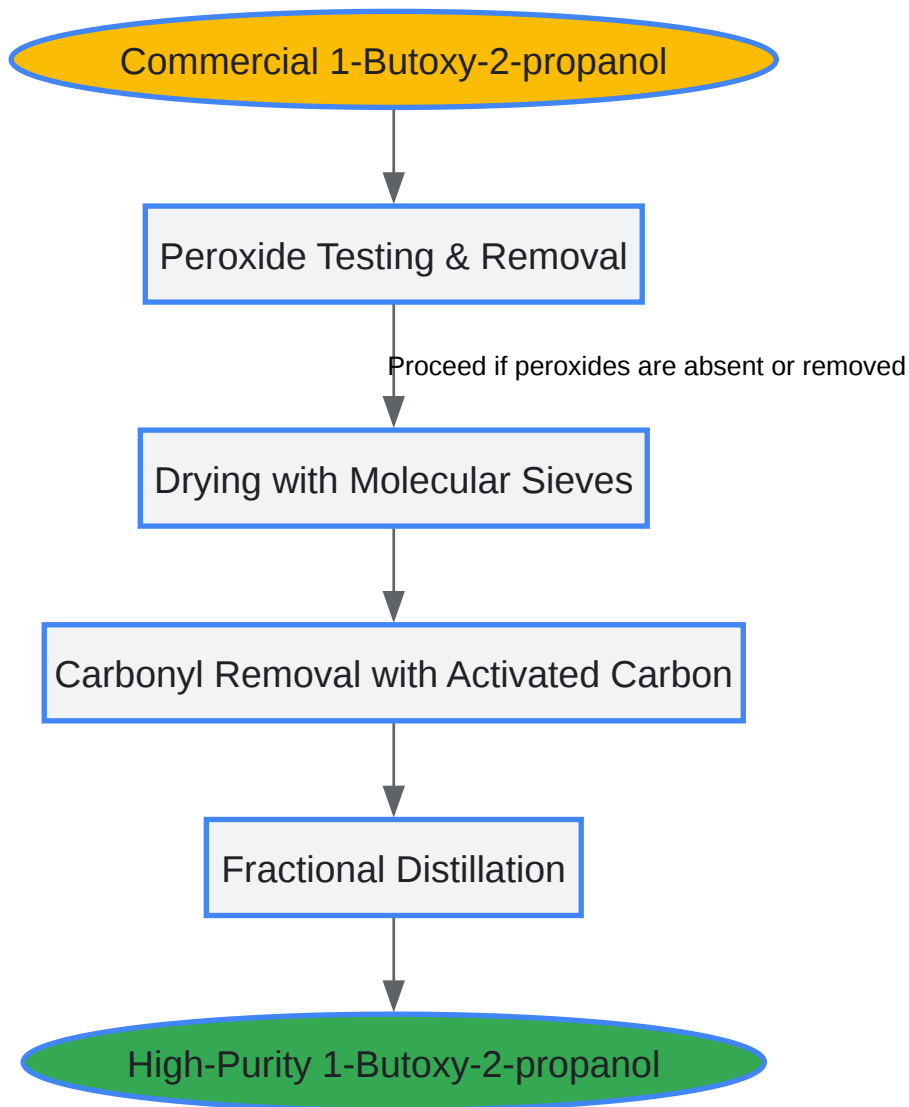 Commercial 1-Butoxy-2-propanol
Peroxide Testing & Removal
Proceed if peroxides are absent or removed
Drying with Molecular Sieves
Carbonyl Removal with Activated Carbon
Fractional Distillation
High-Purity 1-Butoxy-2-propanol